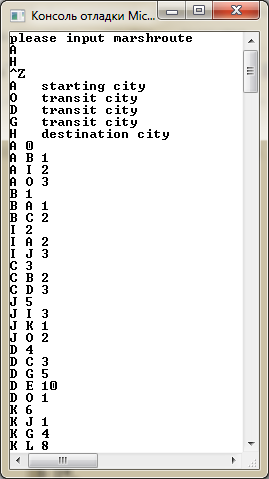 Консоль отладки Mic...
please input marshroute
A
H
^Z
A   starting city
O   transit city
D   transit city
G   transit city
H   destination city
A 0
A B 1
A I 2
A O 3
B 1
B A 1
B C 2
I 2
I A 2
I J 3
C 3
C B 2
C D 3
J 5
J I 3
J K 1
J O 2
D 4
D C 3
D G 5
D E 10
D O 1
K 6
K J 1
K G 4
K L 8